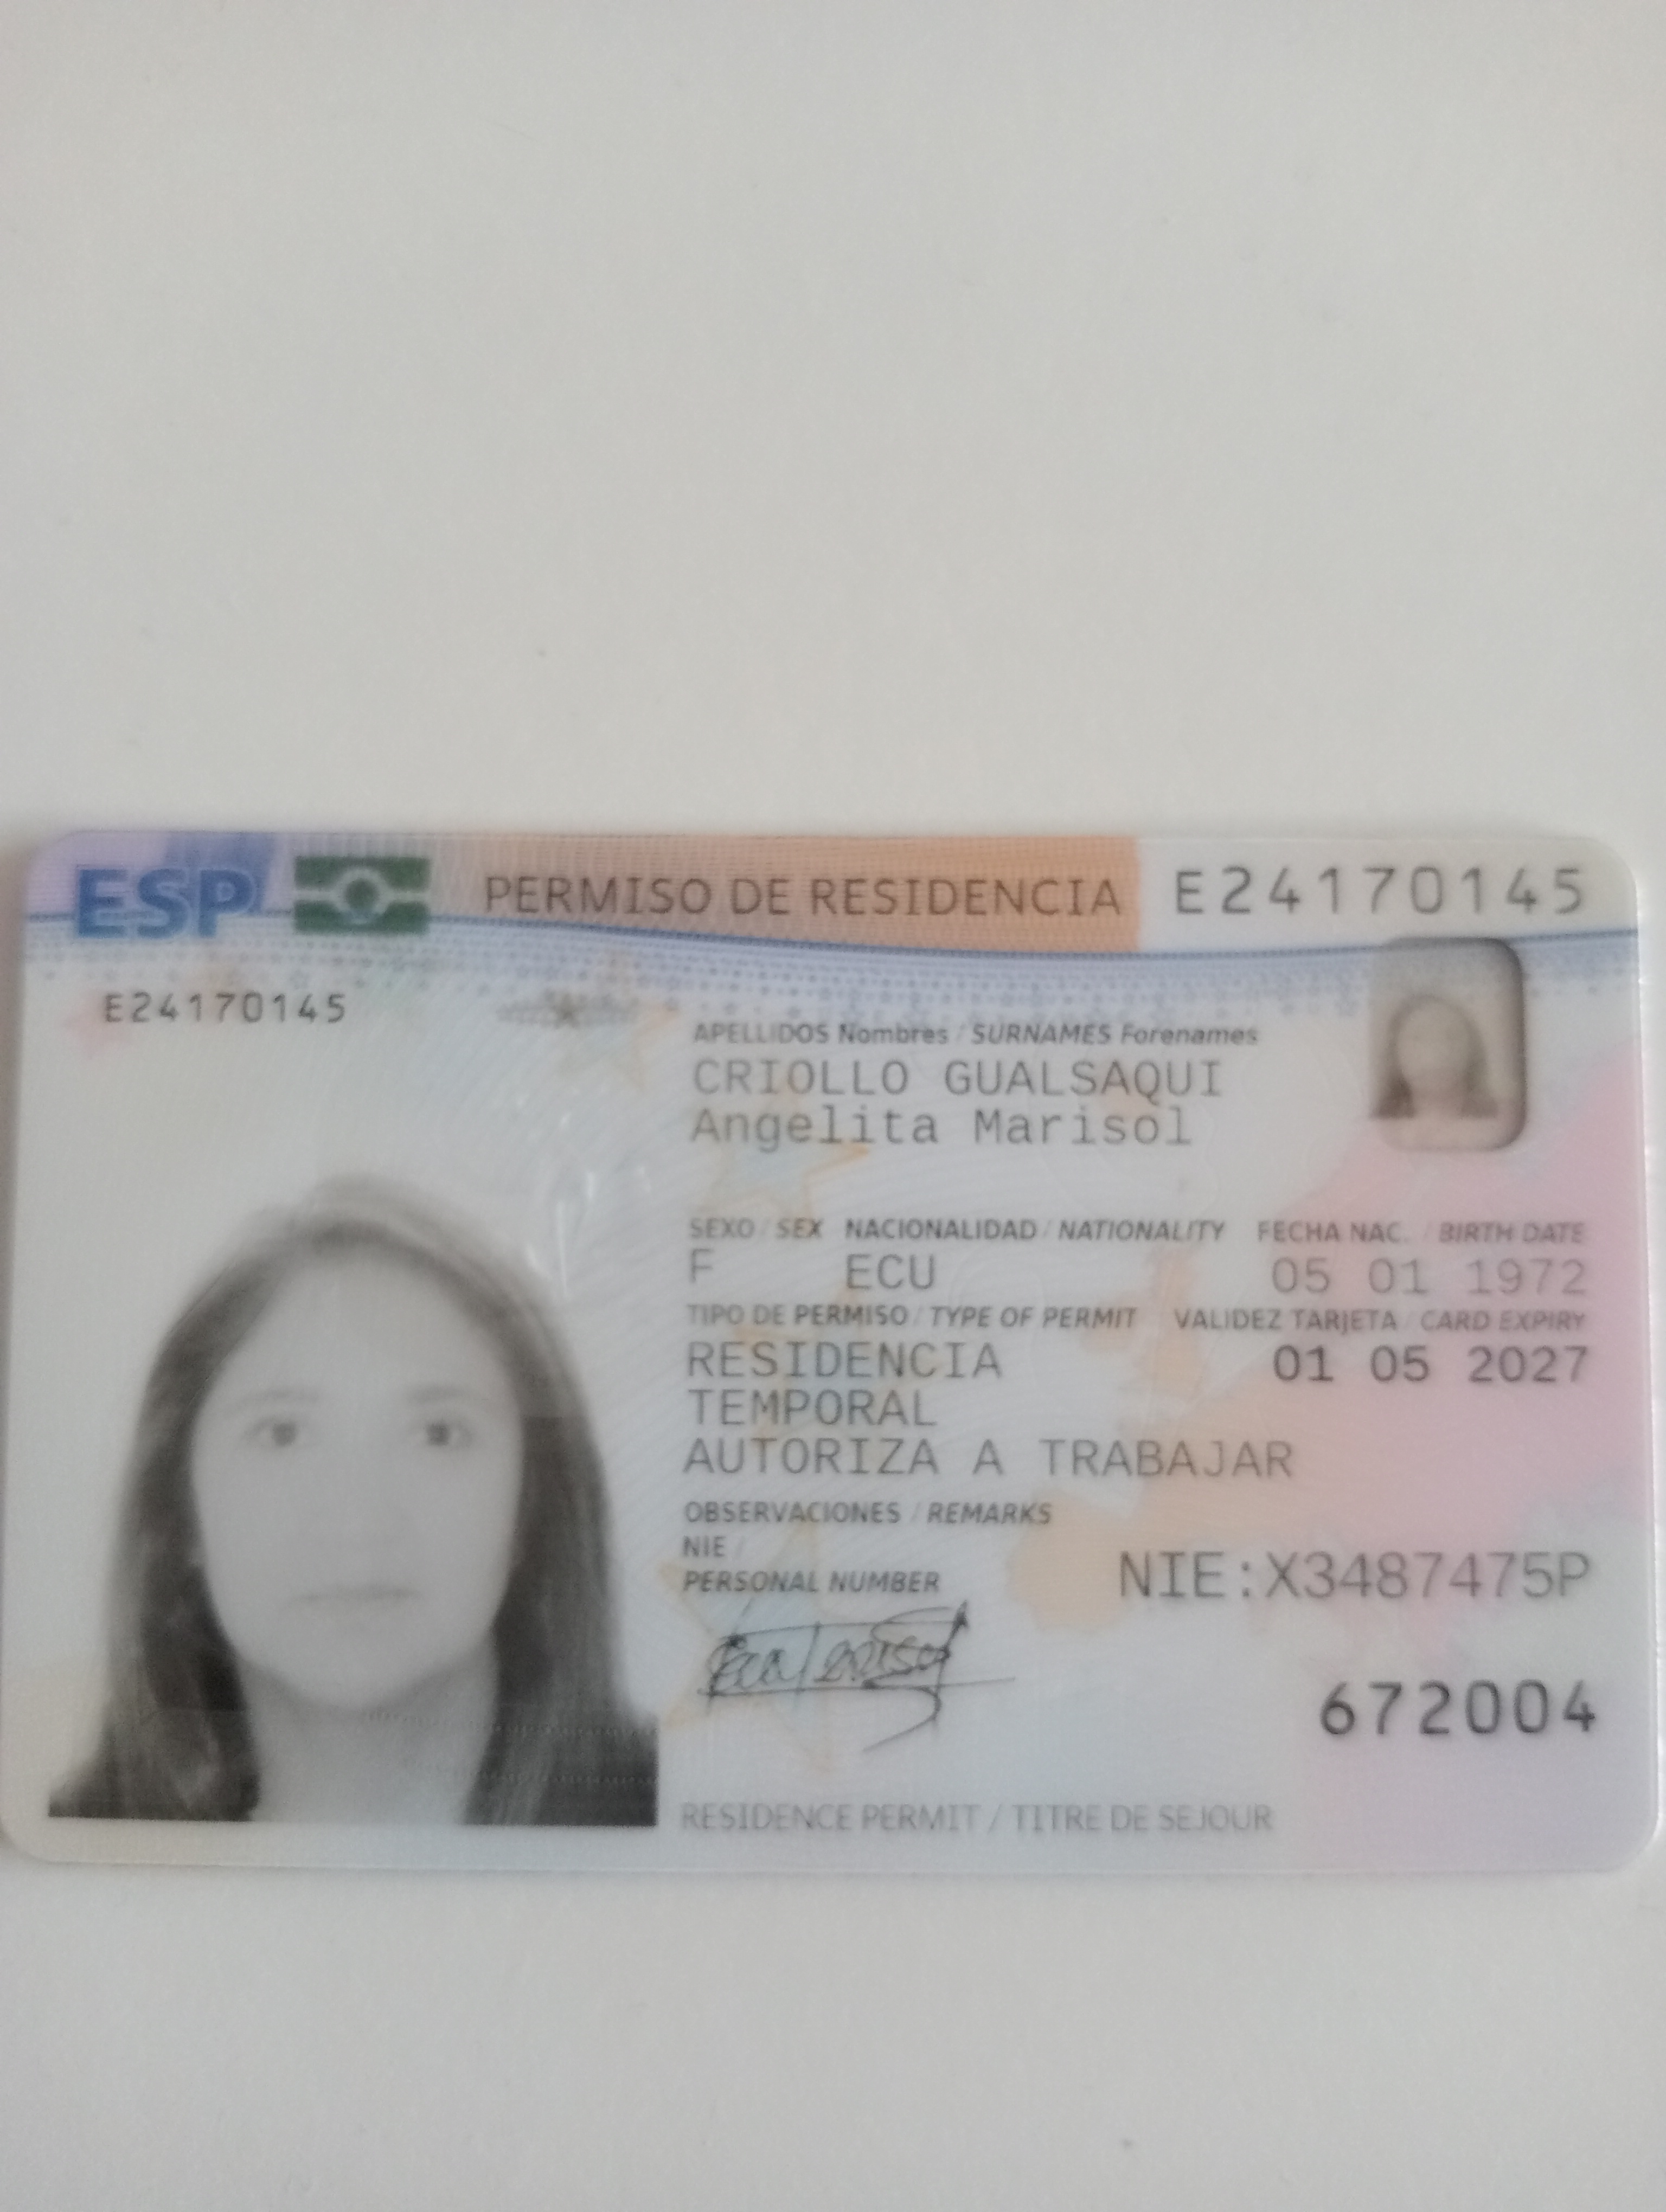 ESP PERMISO DE RESIDENCIA E24170145
E24170145
APELLIDOS Nombres / SURNAMES Forenames
CRIOLLO GUALSAQUI
Angelita Marisol
SEXO / SEX NACIONALIDAD / NATIONALITY FECHA NAC. / BIRTH DATE
F ECU 05 01 1972
TIPO DE PERMISO / TYPE OF PERMIT VALIDEZ TARJETA / CARD EXPIRY
RESIDENCIA 01 05 2027
TEMPORAL
AUTORIZA A TRABAJAR
OBSERVACIONES / REMARKS
NIE /
PERSONAL NUMBER NIE:X3487475P
672004
RESIDENCE PERMIT / TITRE DE SEJOUR